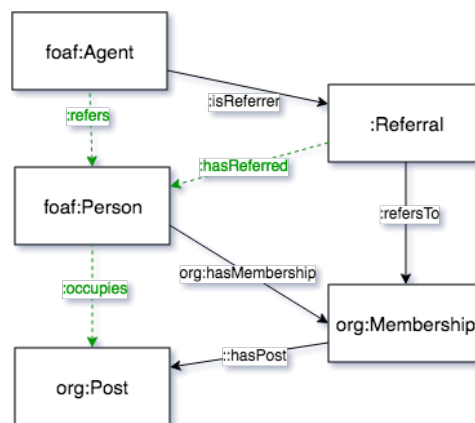 foaf:Agent
:isReferrer
:refers
:Referral
:hasReferred
foaf:Person
:refersTo
org:hasMembership
:occupies
org:Membership
::hasPost
org:Post